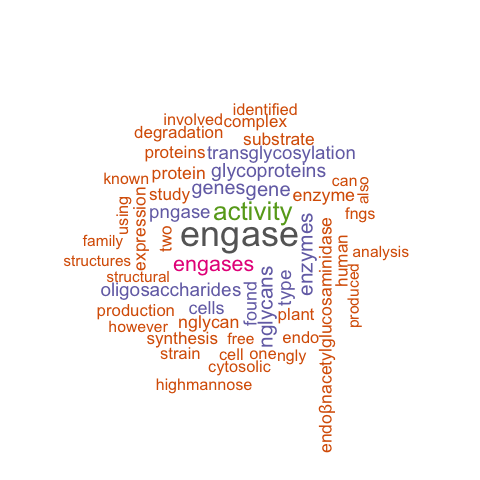 identified
involved complex
degradation
substrate
proteins transglycosylation
known protein glycoproteins
can also
study genes gene enzyme
using expression
pngase activity fngs
two engase
family enzymes
endoβnacetylglucosaminidase human
analysis
structures engases
structural
oligosaccharides found nglycans type produced
production cells plant
however nglycan
synthesis free endo
strain cell one ngly
cytosolic
highmannose